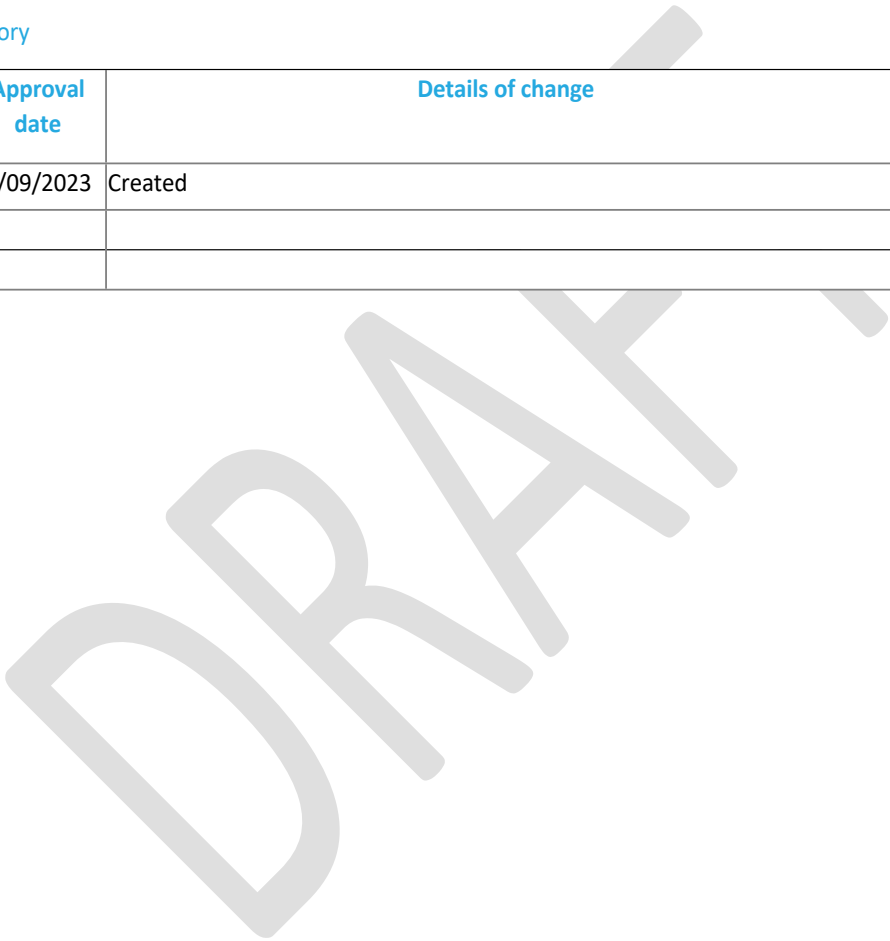 ory
Approval
date
Details of change
/09/2023
Created
DRAFT